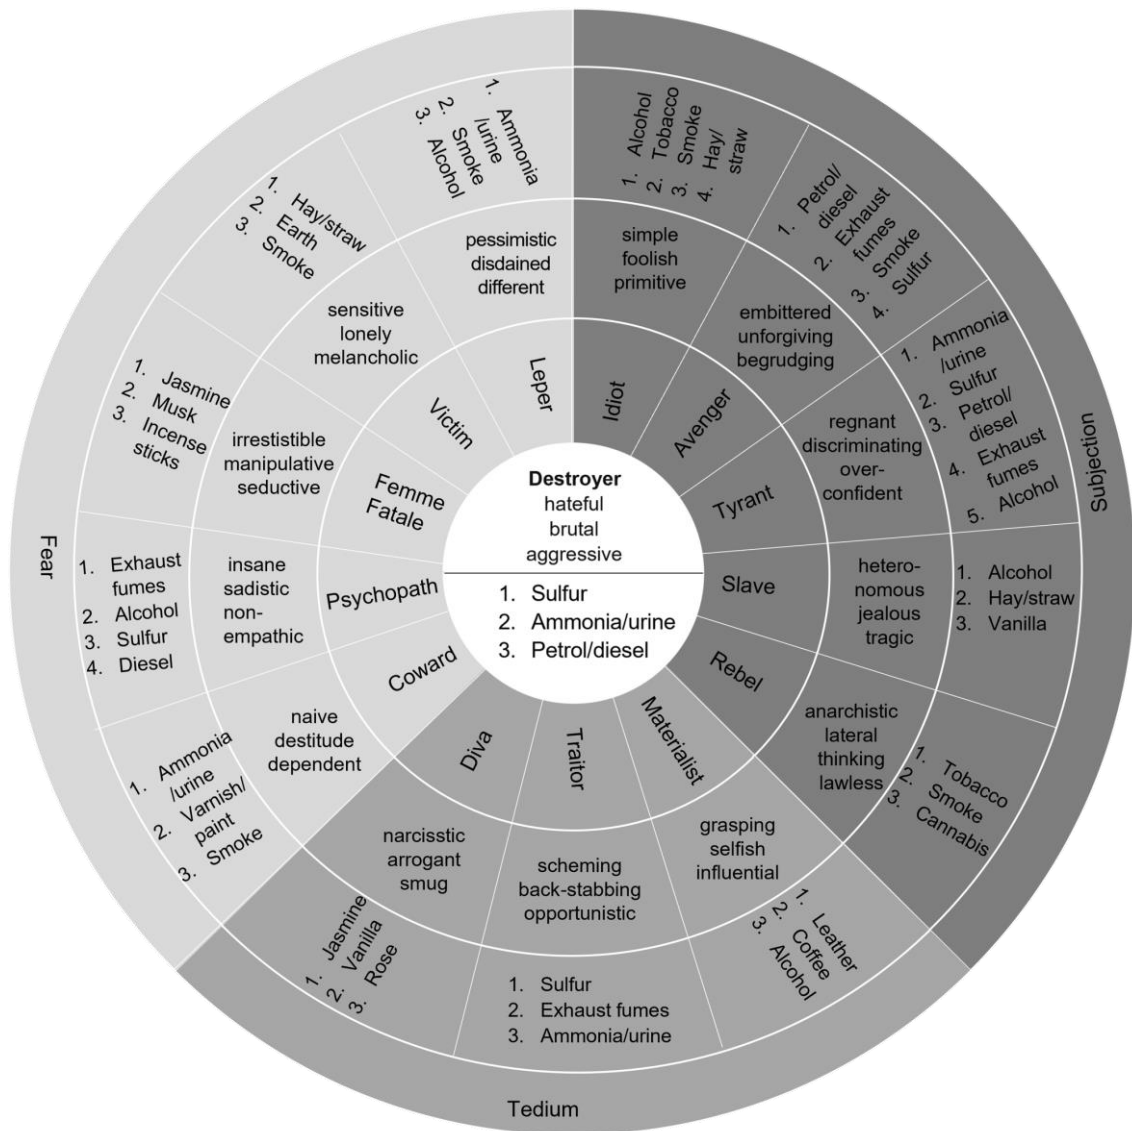 Destroyer
hateful
brutal
aggressive
1. Sulfur
2. Ammonia/urine
3. Petrol/diesel
Subjection
Idiot
simple
foolish
primitive
1. Alcohol
2. Tobacco
3. Smoke
4. Hay/
straw
Avenger
embittered
unforgiving
begrudging
1. Petrol/
diesel
2. Exhaust
fumes
3. Smoke
4. Sulfur
Tyrant
regnant
discriminating
over-
confident
1. Ammonia
/urine
2. Sulfur
3. Petrol/
diesel
4. Exhaust
fumes
5. Alcohol
Slave
hetero-
nomous
jealous
tragic
1. Alcohol
2. Hay/straw
3. Vanilla
Rebel
anarchistic
lateral
thinking
lawless
1. Tobacco
2. Smoke
3. Cannabis
Tedium
Materialist
grasping
selfish
influential
1. Leather
2. Coffee
3. Alcohol
Traitor
scheming
back-stabbing
opportunistic
1. Sulfur
2. Exhaust fumes
3. Ammonia/urine
Diva
narcisstic
arrogant
smug
1. Jasmine
2. Vanilla
3. Rose
Fear
Coward
naive
destitude
dependent
1. Ammonia
/urine
2. Varnish/
paint
3. Smoke
Psychopath
insane
sadistic
non-
empathic
1. Exhaust
fumes
2. Alcohol
3. Sulfur
4. Diesel
Femme
Fatale
irrestistible
manipulative
seductive
1. Jasmine
2. Musk
3. Incense
sticks
Victim
sensitive
lonely
melancholic
1. Hay/straw
2. Earth
3. Smoke
Leper
pessimistic
disdained
different
1. Ammonia
/urine
2. Smoke
3. Alcohol